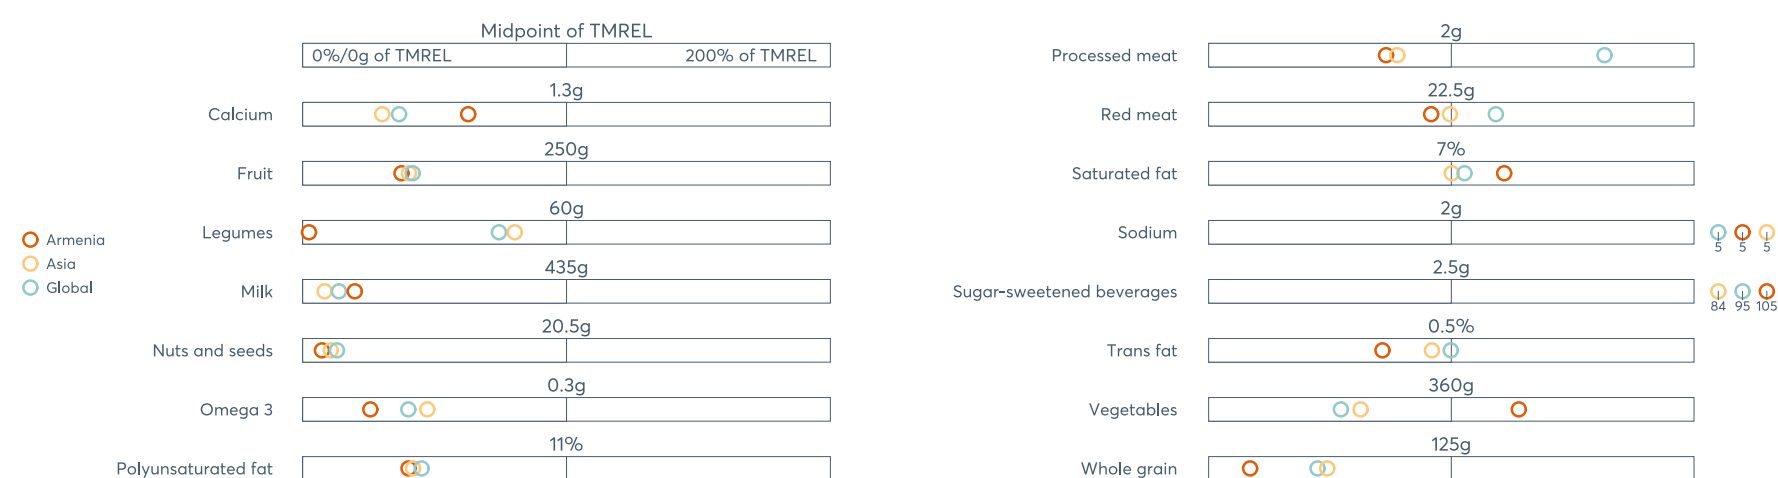 Midpoint of TMREL
0%/0g of TMREL 200% of TMREL
Calcium 1.3g
Fruit 250g
Legumes 60g
Milk 435g
Nuts and seeds 20.5g
Omega 3 0.3g
Polyunsaturated fat 11%
Armenia
Asia
Global
Processed meat 2g
Red meat 22.5g
Saturated fat 7%
Sodium 2g
5 5 5
Sugar-sweetened beverages 2.5g
84 95 105
Trans fat 0.5%
Vegetables 360g
Whole grain 125g